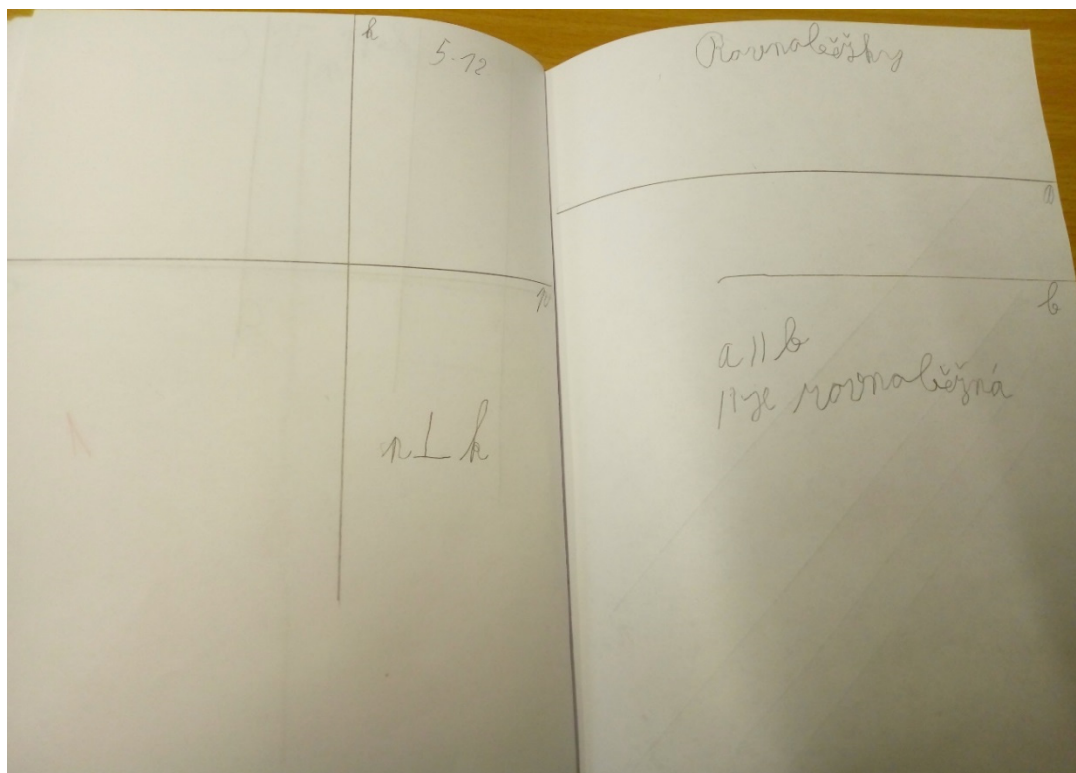 k
5.12
n
n ⊥ k
Rovnoběžky
a
b
a || b
|| je rovnoběžná